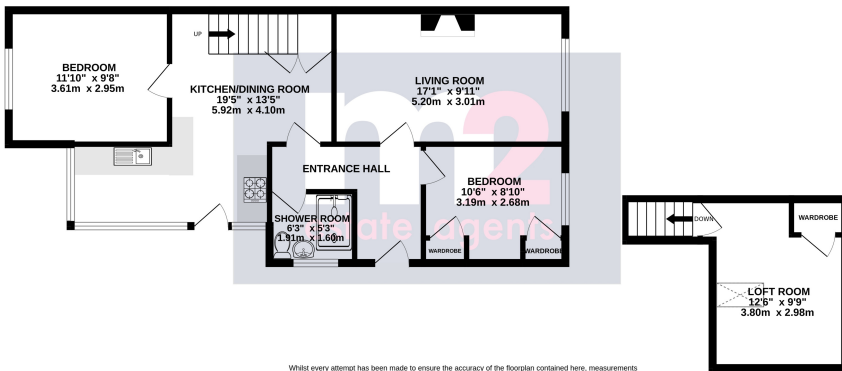 BEDROOM
11'10" x 9'8"
3.61m x 2.95m
UP
KITCHEN/DINING ROOM
19'5" x 13'5"
5.92m x 4.10m
LIVING ROOM
17'1" x 9'11"
5.20m x 3.01m
ENTRANCE HALL
BEDROOM
10'6" x 8'10"
3.19m x 2.68m
SHOWER ROOM
6'3" x 5'3"
1.91m x 1.60m
WARDROBE
WARDROBE
m2
estate agents
DOWN
WARDROBE
LOFT ROOM
12'6" x 9'9"
3.80m x 2.98m
Whilst every attempt has been made to ensure the accuracy of the floorplan contained here, measurements